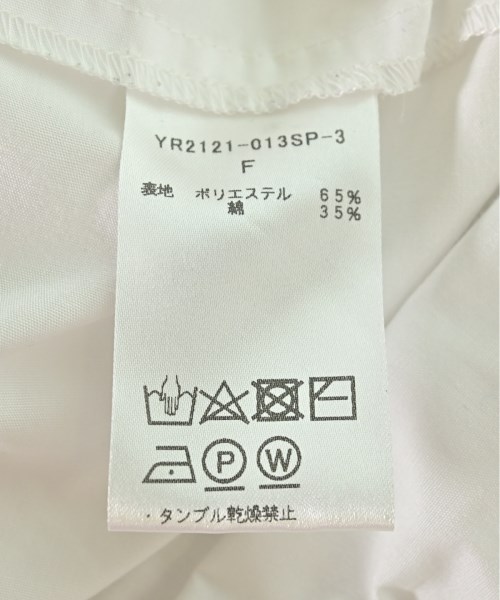 YR2121-013SP-3
F
表地 ポリエステル 65%
綿 35%
P W
・タンブル乾燥禁止